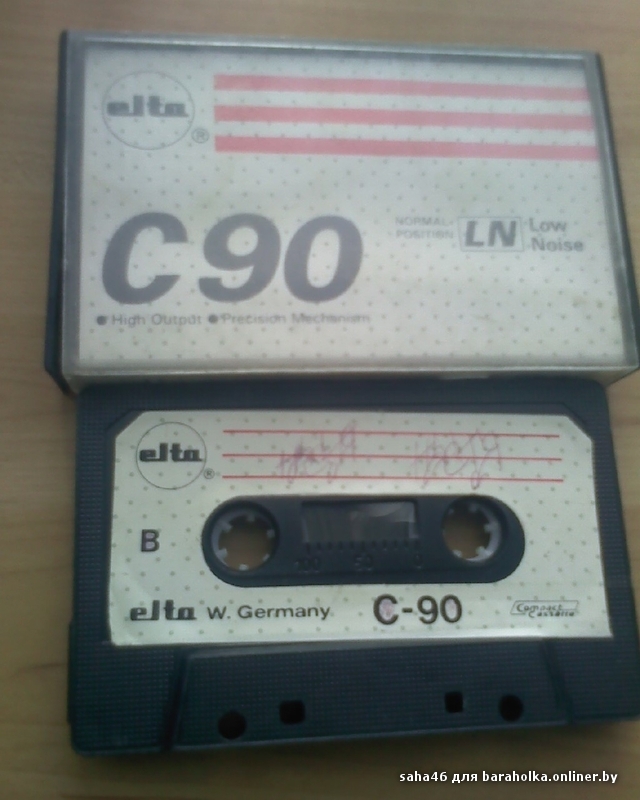 elta
®
C90
NORMAL POSITION LN Low Noise
● High Output ● Precision Mechanism
elta
®
B
100 50 0
elta W. Germany C-90 Compact Cassette
saha46 для baraholka.onliner.by